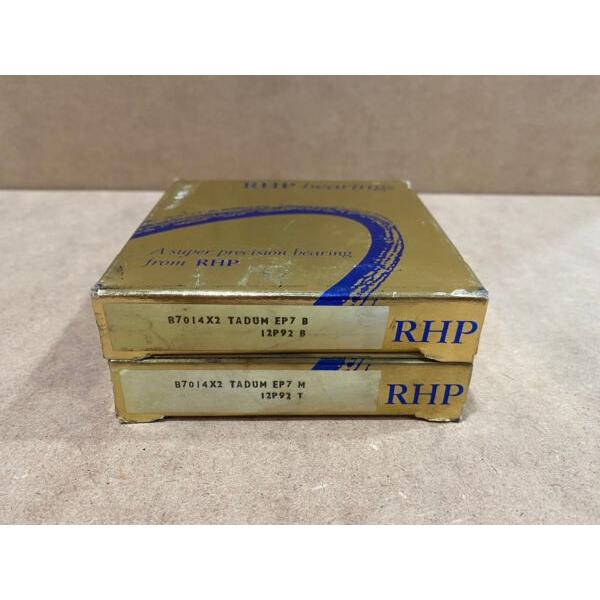 RHP bearings
A super precision bearing
from RHP
B7014X2 TADUM EP7 B
12P92 B
RHP
B7014X2 TADUM EP7 M
12P92 T
RHP